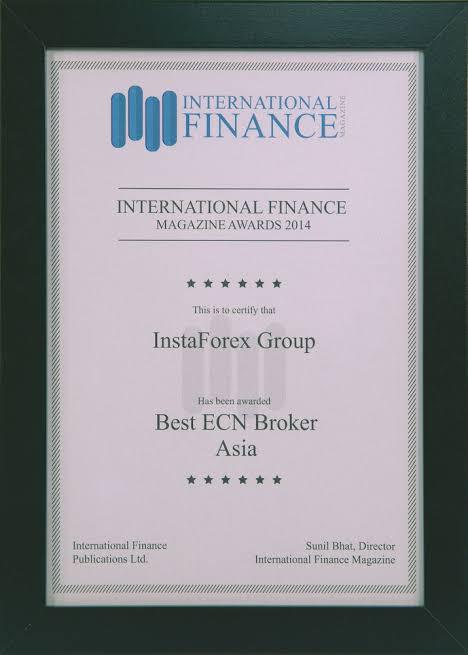 INTERNATIONAL
FINANCE
MAGAZINE
INTERNATIONAL FINANCE
MAGAZINE AWARDS 2014
This is to certify that
InstaForex Group
Has been awarded
Best ECN Broker
Asia
International Finance
Publications Ltd.
Sunil Bhat, Director
International Finance Magazine